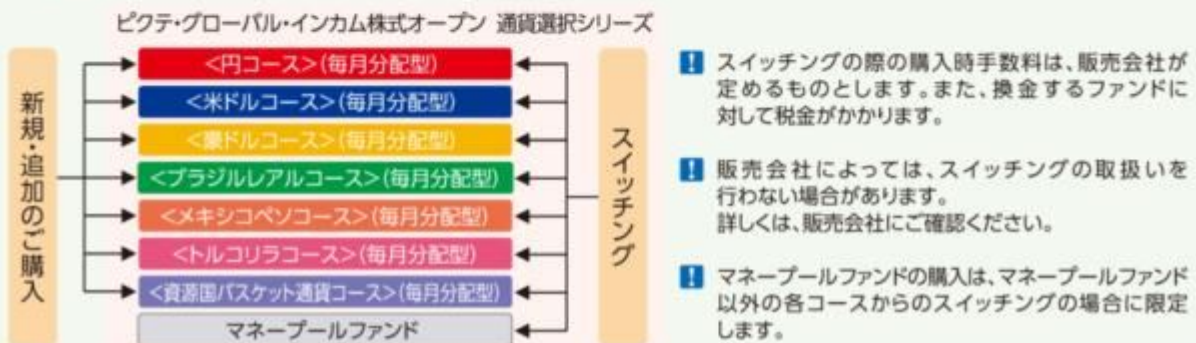 ピクテ・グローバル・インカム株式オープン 通貨選択シリーズ
新規・追加のご購入
<円コース>(毎月分配型)
<米ドルコース>(毎月分配型)
<豪ドルコース>(毎月分配型)
<ブラジルレアルコース>(毎月分配型)
<メキシコペソコース>(毎月分配型)
<トルコリラコース>(毎月分配型)
<資源国バスケット通貨コース>(毎月分配型)
マネープールファンド
スイッチング
! スイッチングの際の購入時手数料は、販売会社が
定めるものとします。また、換金するファンドに
対して税金がかかります。
! 販売会社によっては、スイッチングの取扱いを
行わない場合があります。
詳しくは、販売会社にご確認ください。
! マネープールファンドの購入は、マネープールファンド
以外の各コースからのスイッチングの場合に限定
します。